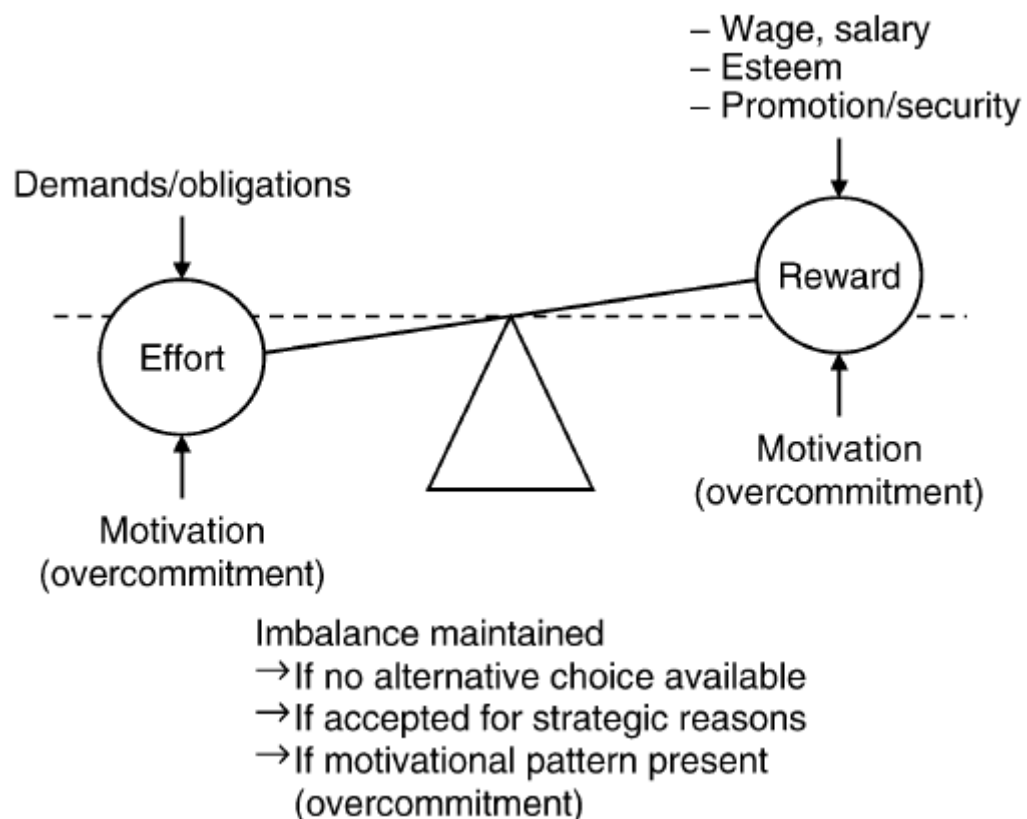 – Wage, salary
– Esteem
– Promotion/security
Demands/obligations
Reward
Effort
Motivation
(overcommitment)
Motivation
(overcommitment)
Imbalance maintained
→If no alternative choice available
→If accepted for strategic reasons
→If motivational pattern present
(overcommitment)